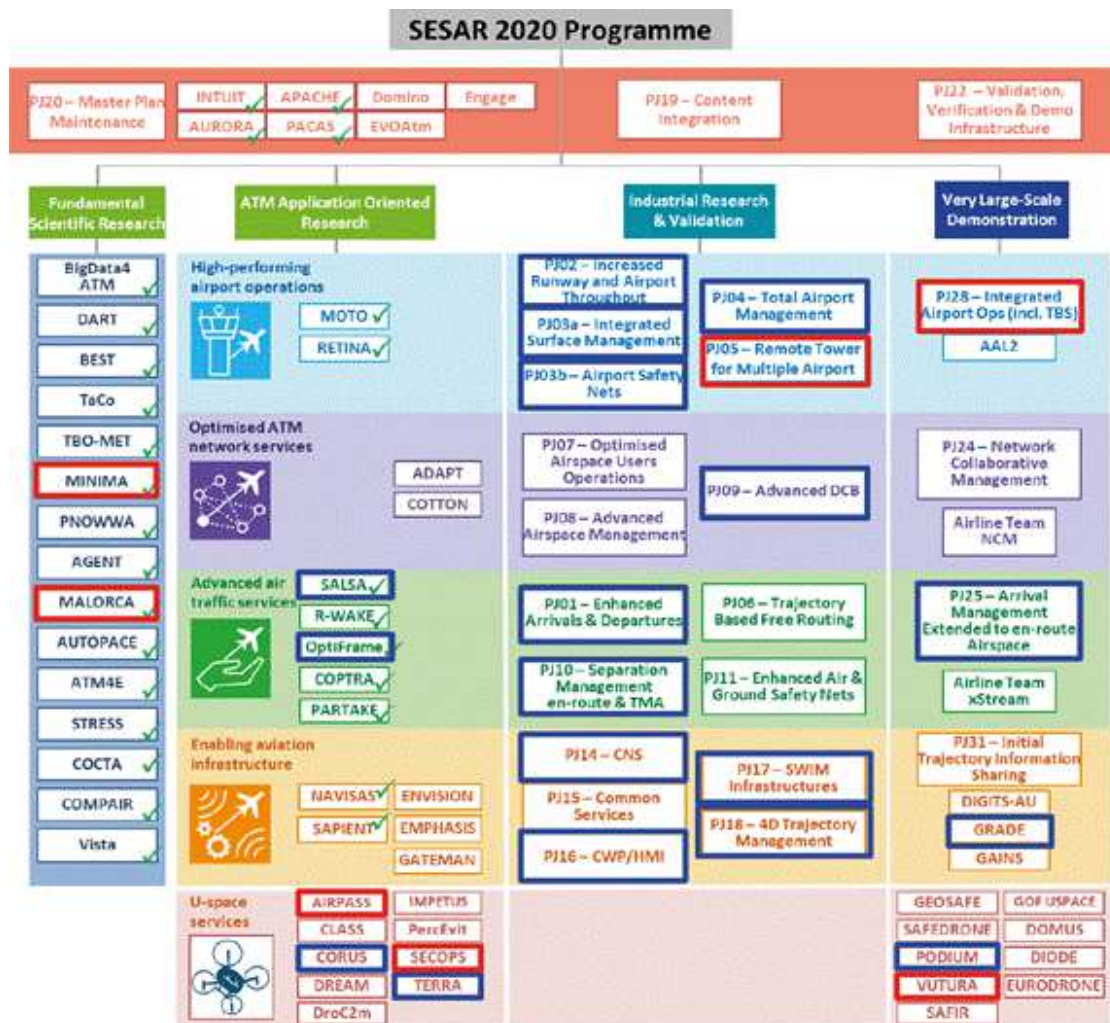 SESAR 2020 Programme
PJ20 – Master Plan
Maintenance
INTUIT
APACHE
Domino
Engage
AURORA
PACAS
EVOAtm
PJ19 – Content
Integration
PJ22 – Validation,
Verification & Demo
Infrastructure
Fundamental
Scientific Research
ATM Application Oriented
Research
Industrial Research
& Validation
Very Large-Scale
Demonstration
BigData4
ATM
DART
BEST
TaCo
TBO-MET
MINIMA
PNOWWA
AGENT
MALORCA
AUTOPACE
ATM4E
STRESS
COCTA
COMPAIR
Vista
High-performing
airport operations
MOTO
RETINA
PJ02 – Increased
Runway and Airport
Throughput
PJ03a – Integrated
Surface Management
PJ03b – Airport Safety
Nets
PJ04 – Total Airport
Management
PJ05 – Remote Tower
for Multiple Airport
PJ28 – Integrated
Airport Ops (incl. TBS)
AAL2
Optimised ATM
network services
ADAPT
COTTON
PJ07 – Optimised
Airspace Users
Operations
PJ08 – Advanced
Airspace Management
PJ09 – Advanced DCB
PJ24 – Network
Collaborative
Management
Airline Team
NCM
Advanced air
traffic services
SALSA
R-WAKE
OptiFrame
COPTRA
PARTAKE
PJ01 – Enhanced
Arrivals & Departures
PJ10 – Separation
Management
en-route & TMA
PJ06 – Trajectory
Based Free Routing
PJ11 – Enhanced Air &
Ground Safety Nets
PJ25 – Arrival
Management
Extended to en-route
Airspace
Airline Team
xStream
Enabling aviation
infrastructure
NAVISAS
SAPIENT
ENVISION
EMPHASIS
GATEMAN
PJ14 – CNS
PJ15 – Common
Services
PJ16 – CWP/HMI
PJ17 – SWIM
Infrastructures
PJ18 – 4D Trajectory
Management
PJ31 – Initial
Trajectory Information
Sharing
DIGITS-AU
GRADE
GAINS
U-space
services
AIRPASS
CLASS
CORUS
DREAM
DroC2m
IMPETUS
PercEvit
SECOPS
TERRA
GEOSAFE
SAFEDRONE
PODIUM
VUTURA
SAFIR
GOF USPACE
DOMUS
DIODE
EURODRONE